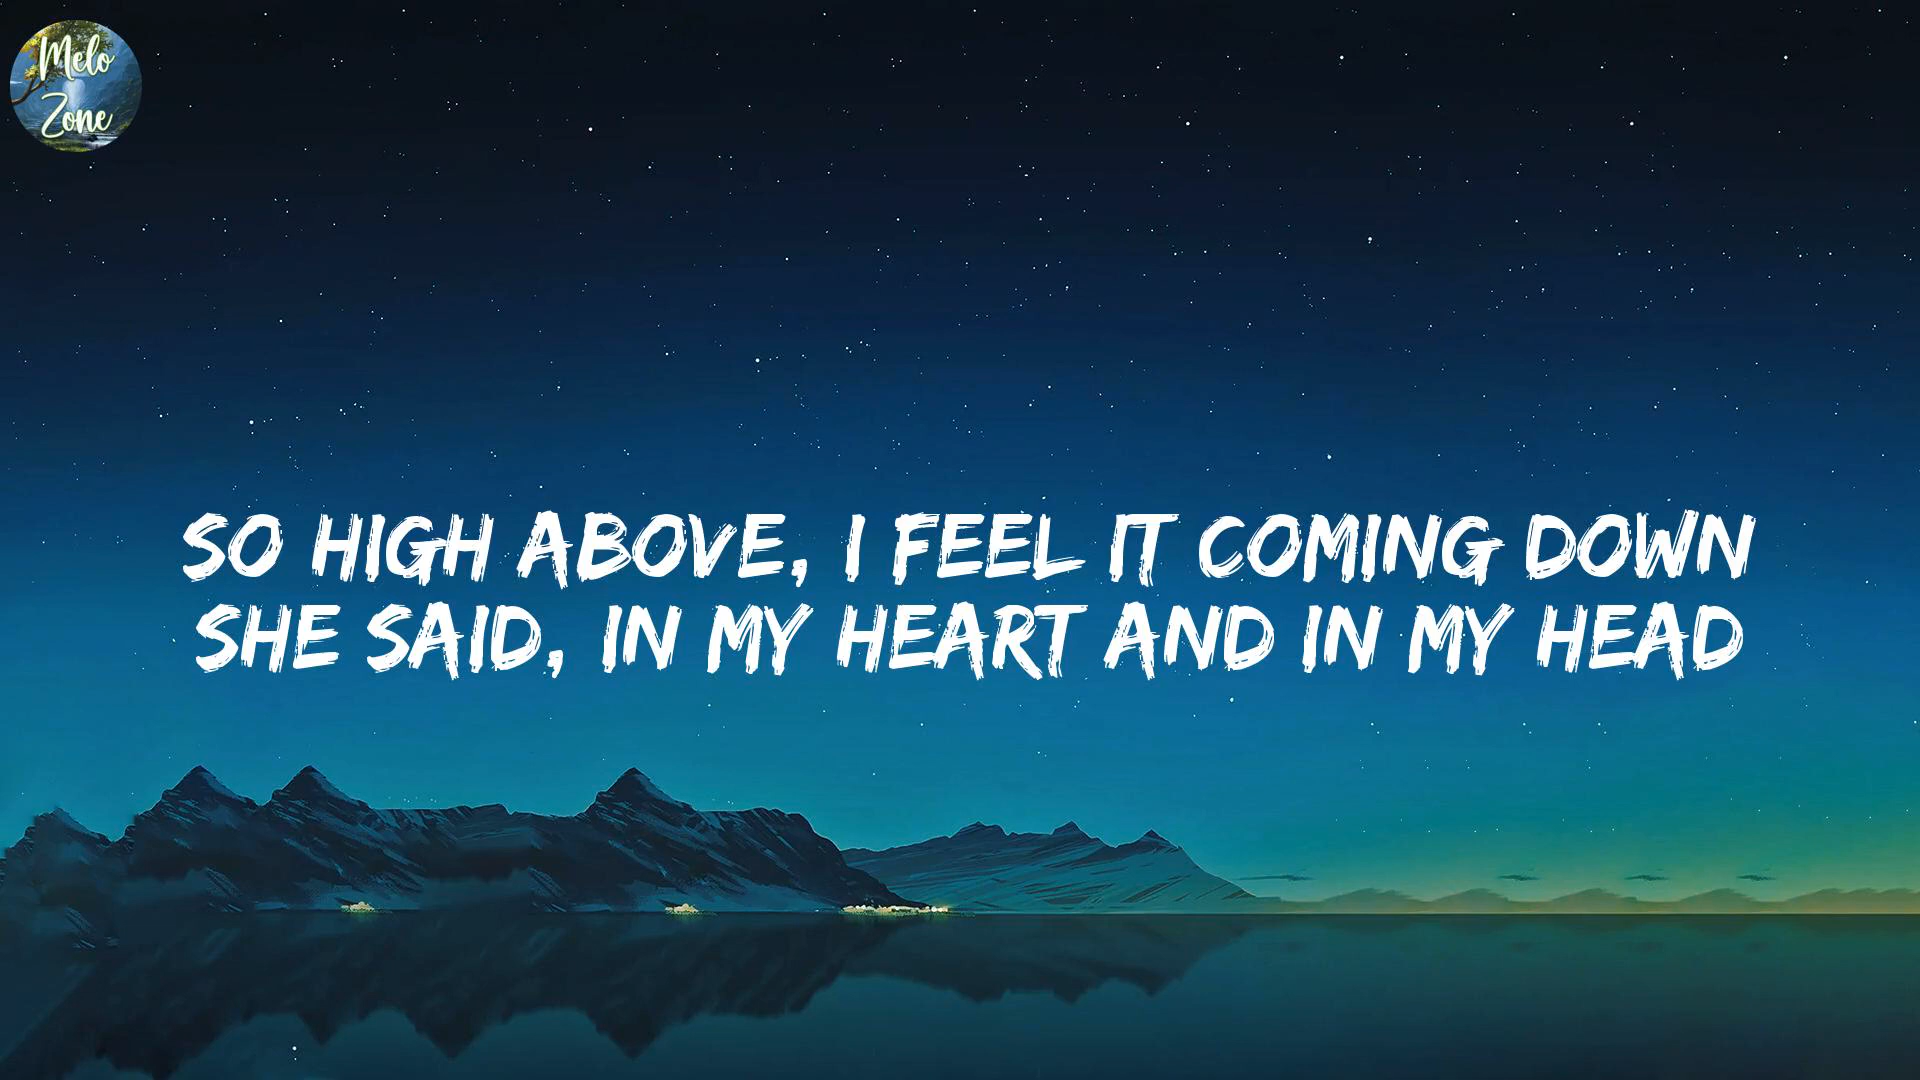 Melo
Zone
SO HIGH ABOVE, I FEEL IT COMING DOWN
SHE SAID, IN MY HEART AND IN MY HEAD